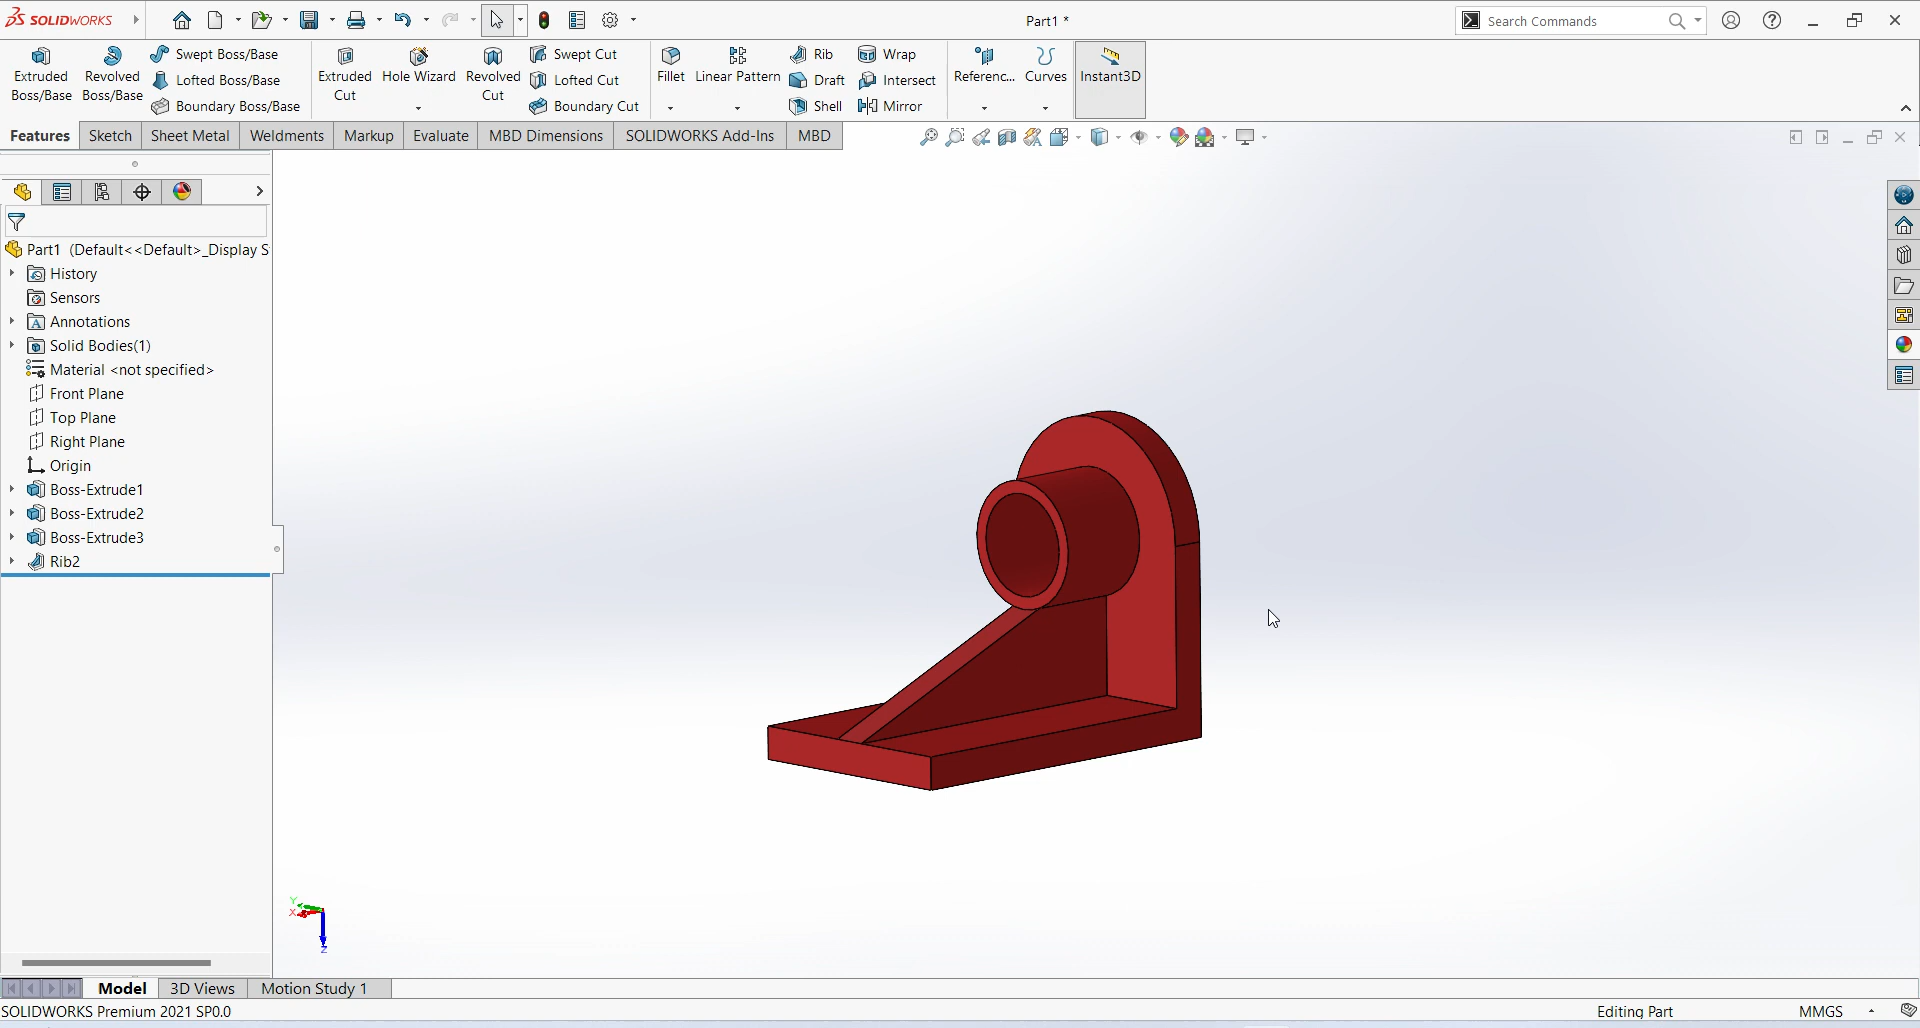 SOLIDWORKS
Part1 *
Search Commands
Extruded Boss/Base
Revolved Boss/Base
Swept Boss/Base
Lofted Boss/Base
Boundary Boss/Base
Extruded Cut
Hole Wizard
Revolved Cut
Swept Cut
Lofted Cut
Boundary Cut
Fillet
Linear Pattern
Rib
Draft
Shell
Wrap
Intersect
Mirror
Referenc...
Curves
Instant3D
Features
Sketch
Sheet Metal
Weldments
Markup
Evaluate
MBD Dimensions
SOLIDWORKS Add-Ins
MBD
Part1 (Default<<Default>_Display S
History
Sensors
Annotations
Solid Bodies(1)
Material <not specified>
Front Plane
Top Plane
Right Plane
Origin
Boss-Extrude1
Boss-Extrude2
Boss-Extrude3
Rib2
Y
X
Z
Model
3D Views
Motion Study 1
SOLIDWORKS Premium 2021 SP0.0
Editing Part
MMGS